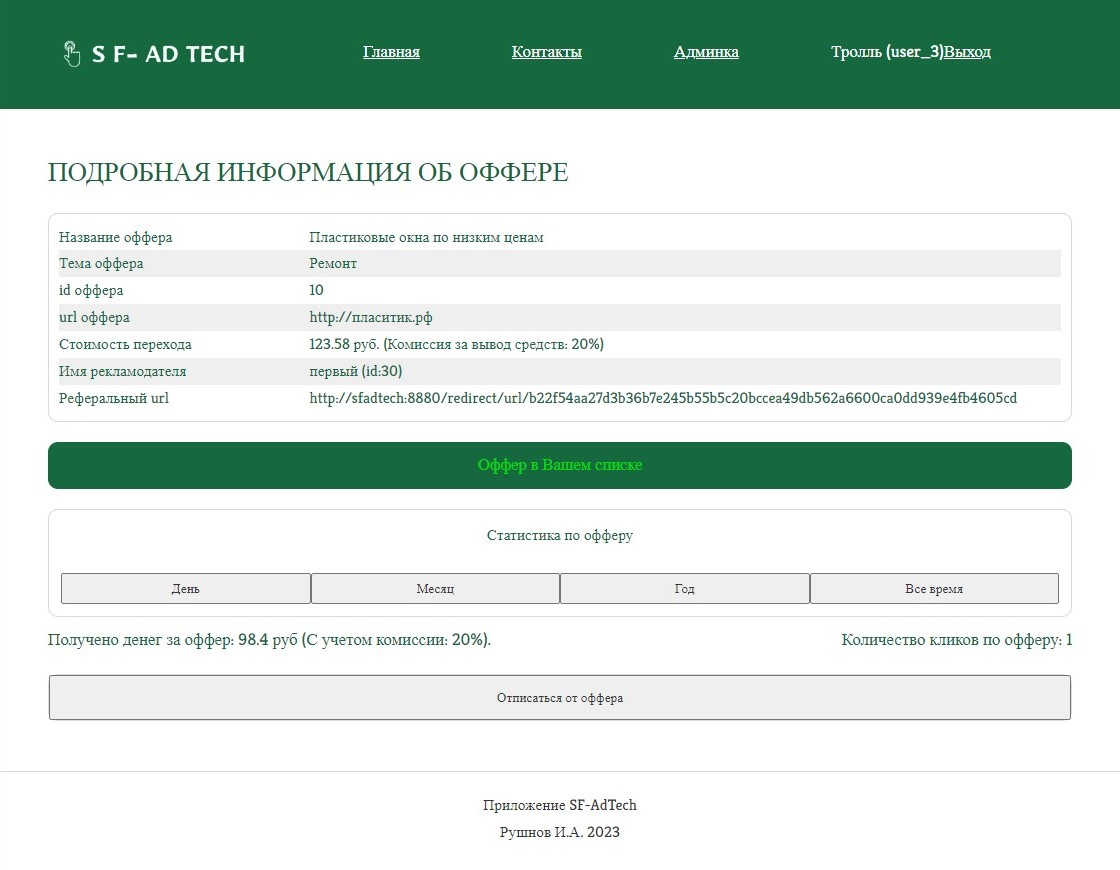 S F- AD TECH
Главная Контакты Админка Тролль (user_3)Выход
ПОДРОБНАЯ ИНФОРМАЦИЯ ОБ ОФФЕРЕ
Название оффера Пластиковые окна по низким ценам
Тема оффера Ремонт
id оффера 10
url оффера http://пласитик.рф
Стоимость перехода 123.58 руб. (Комиссия за вывод средств: 20%)
Имя рекламодателя первый (id:30)
Реферальный url http://sfadtech:8880/redirect/url/b22f54aa27d3b36b7e245b55b5c20bccea49db562a6600ca0dd939e4fb4605cd
Оффер в Вашем списке
Статистика по офферу
День Месяц Год Все время
Получено денег за оффер: 98.4 руб (С учетом комиссии: 20%). Количество кликов по офферу: 1
Отписаться от оффера
Приложение SF-AdTech
Рушнов И.А. 2023